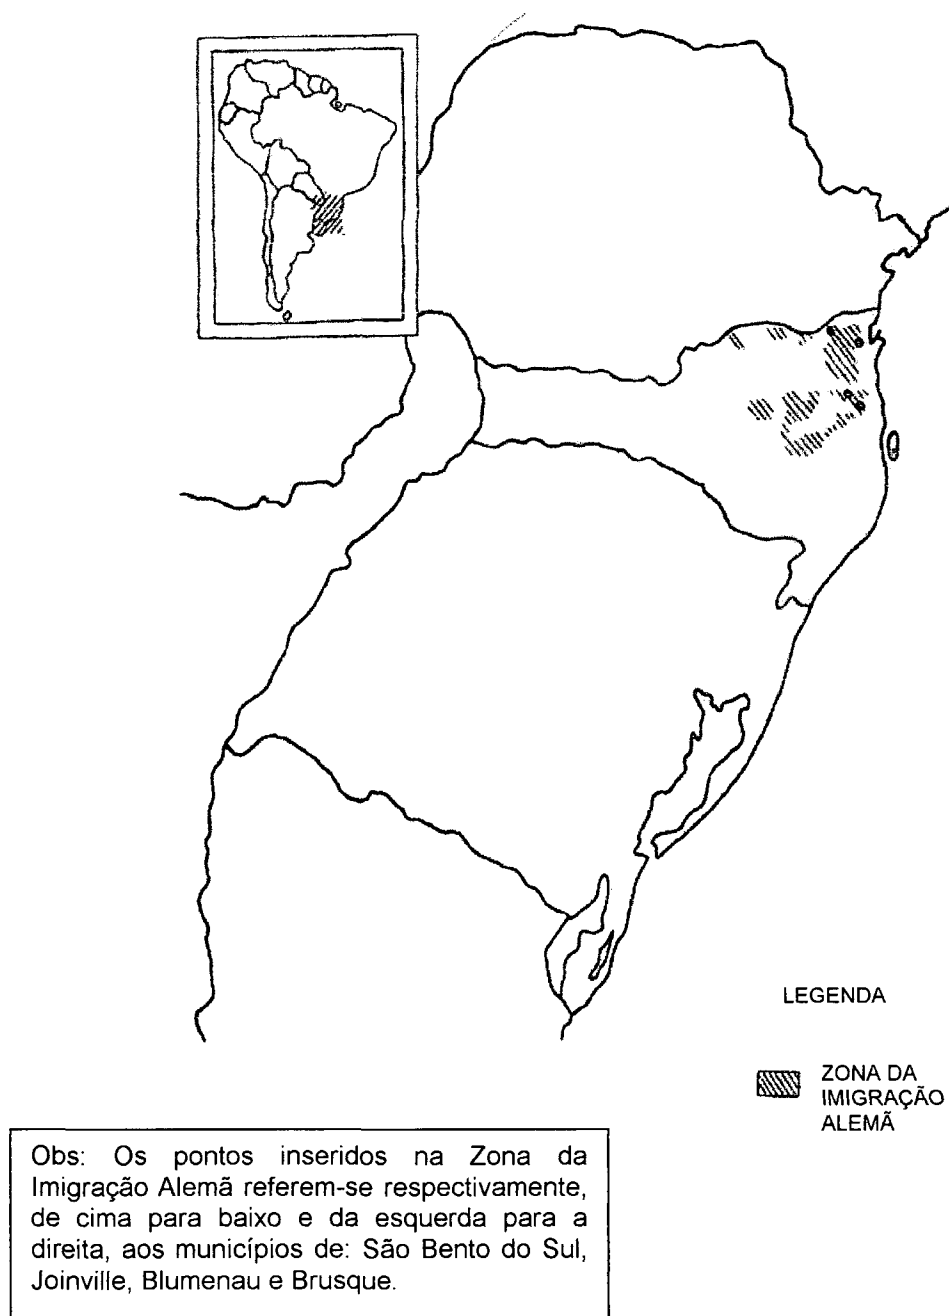 LEGENDA
ZONA DA
IMIGRAÇÃO
ALEMÃ
Obs: Os pontos inseridos na Zona da
Imigração Alemã referem-se respectivamente,
de cima para baixo e da esquerda para a
direita, aos municípios de: São Bento do Sul,
Joinville, Blumenau e Brusque.